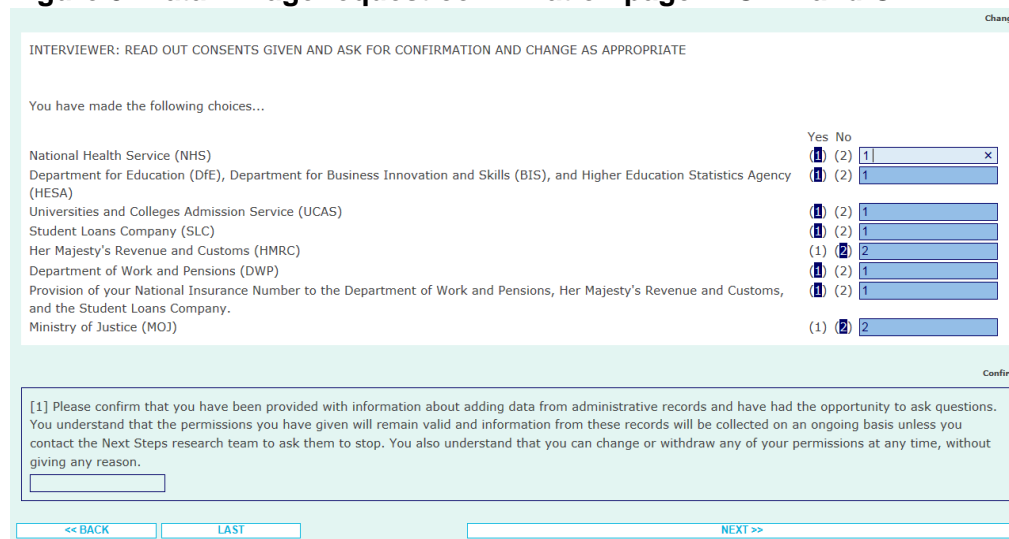 Chang
INTERVIEWER: READ OUT CONSENTS GIVEN AND ASK FOR CONFIRMATION AND CHANGE AS APPROPRIATE
You have made the following choices...
Yes No
National Health Service (NHS) (1) (2) 1 ×
Department for Education (DfE), Department for Business Innovation and Skills (BIS), and Higher Education Statistics Agency (1) (2) 1
(HESA)
Universities and Colleges Admission Service (UCAS) (1) (2) 1
Student Loans Company (SLC) (1) (2) 1
Her Majesty's Revenue and Customs (HMRC) (1) (2) 2
Department of Work and Pensions (DWP) (1) (2) 1
Provision of your National Insurance Number to the Department of Work and Pensions, Her Majesty's Revenue and Customs, (1) (2) 1
and the Student Loans Company.
Ministry of Justice (MOJ) (1) (2) 2
Confir
[1] Please confirm that you have been provided with information about adding data from administrative records and have had the opportunity to ask questions.
You understand that the permissions you have given will remain valid and information from these records will be collected on an ongoing basis unless you
contact the Next Steps research team to ask them to stop. You also understand that you can change or withdraw any of your permissions at any time, without
giving any reason.
<< BACK LAST NEXT >>